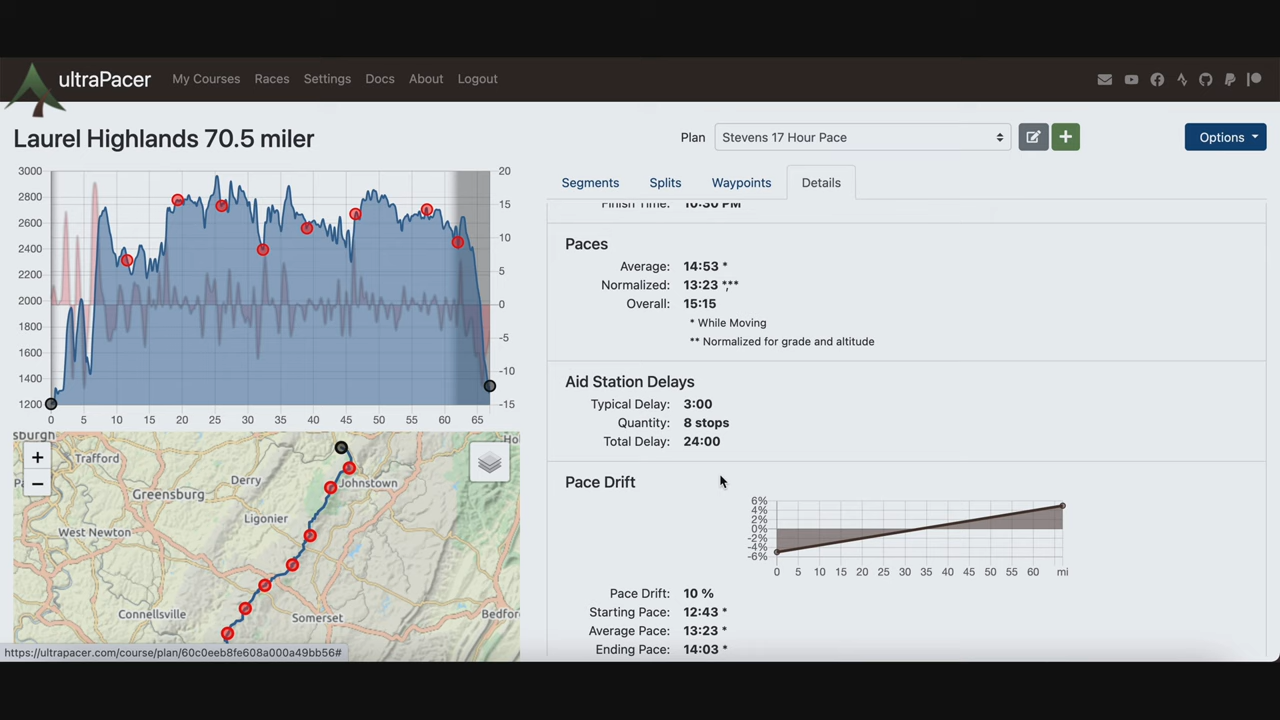 ultraPacer
My Courses
Races
Settings
Docs
About
Logout
Laurel Highlands 70.5 miler
Plan
Stevens 17 Hour Pace
Options
Segments
Splits
Waypoints
Details
3000
2800
2600
2400
2200
2000
1800
1600
1400
1200
20
15
10
5
0
-5
-10
-15
0
5
10
15
20
25
30
35
40
45
50
55
60
65
Finish Time: 10:30 PM
Paces
Average: 14:53 *
Normalized: 13:23 *,**
Overall: 15:15
* While Moving
** Normalized for grade and altitude
Aid Station Delays
Typical Delay: 3:00
Quantity: 8 stops
Total Delay: 24:00
Pace Drift
6%
4%
2%
0%
-2%
-4%
-6%
0
5
10
15
20
25
30
35
40
45
50
55
60
mi
Pace Drift: 10 %
Starting Pace: 12:43 *
Average Pace: 13:23 *
Ending Pace: 14:03 *
+
−
Trafford
Derry
Johnstown
Greensburg
Ligonier
West Newton
Connellsville
Somerset
https://ultrapacer.com/course/plan/60c0eeb8fe608a000a49bb56#